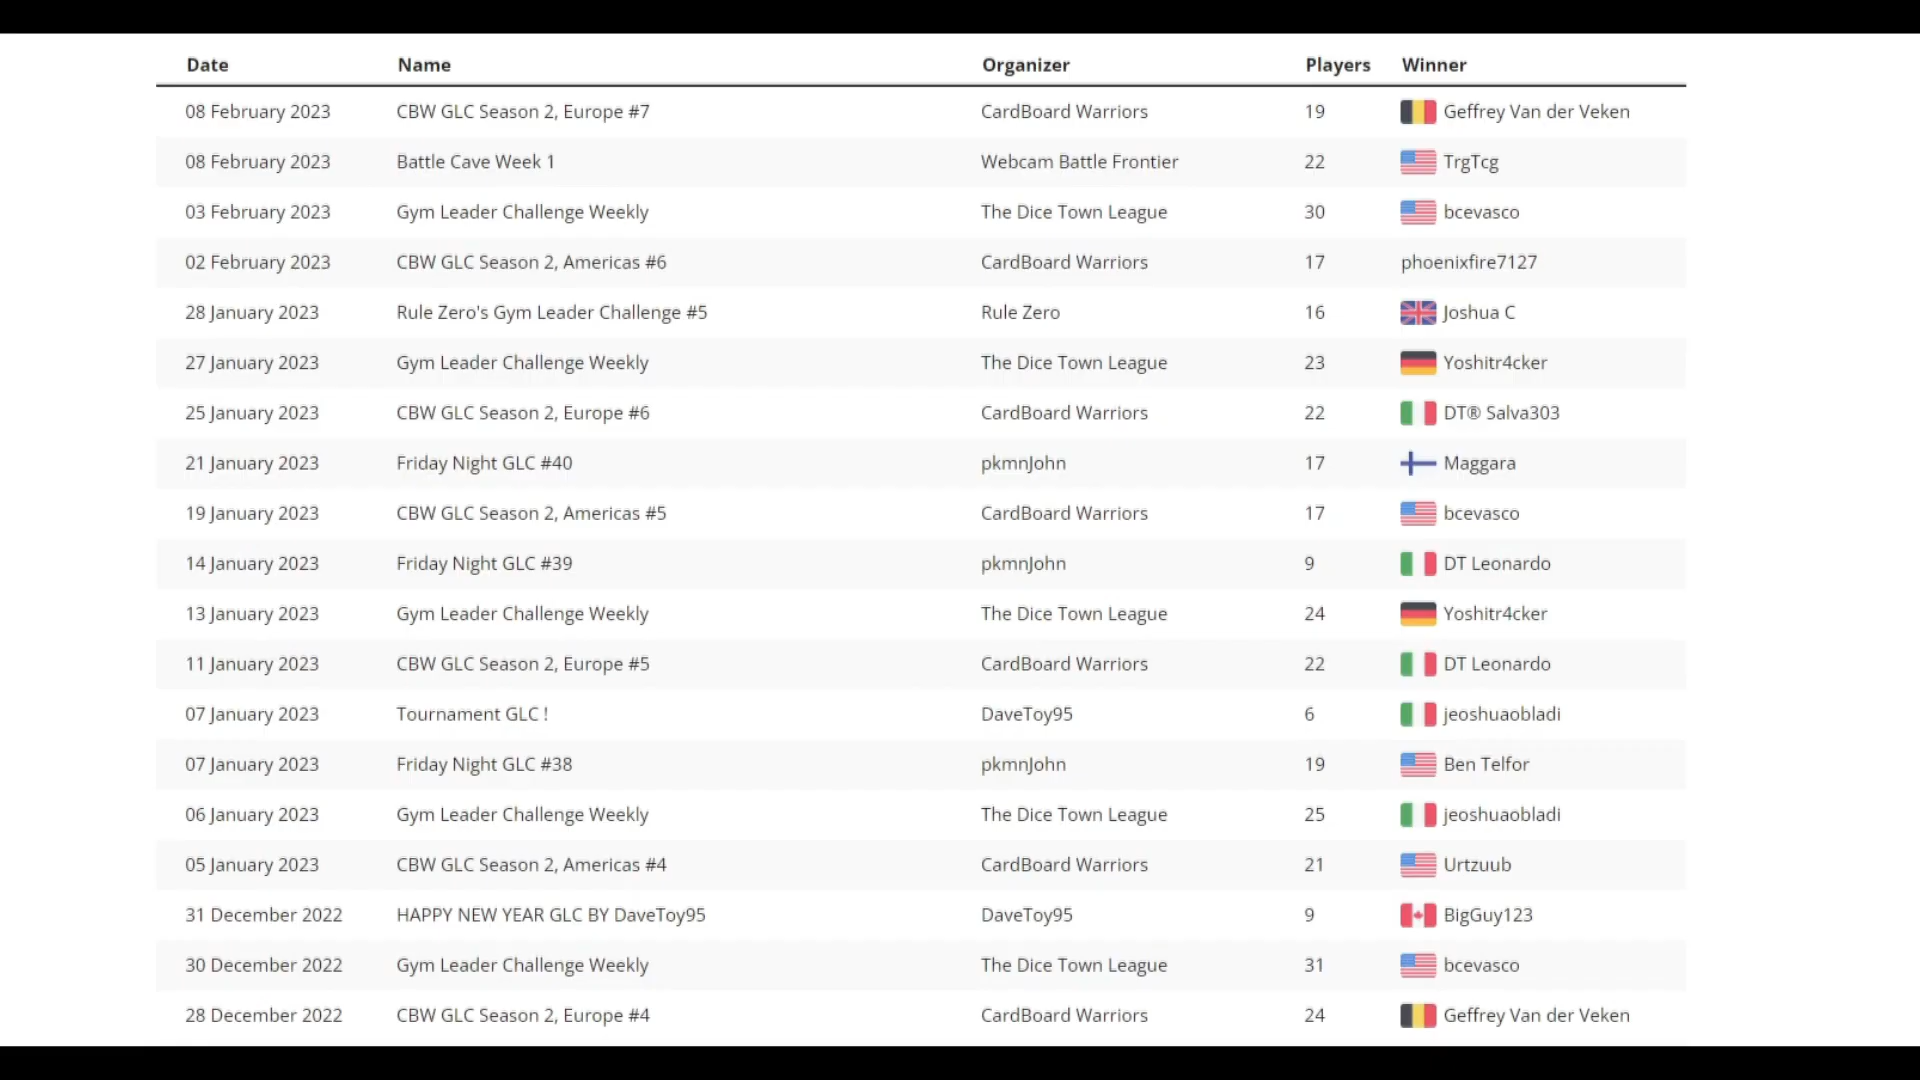 Date Name Organizer Players Winner
08 February 2023 CBW GLC Season 2, Europe #7 CardBoard Warriors 19 Geffrey Van der Veken
08 February 2023 Battle Cave Week 1 Webcam Battle Frontier 22 TrgTcg
03 February 2023 Gym Leader Challenge Weekly The Dice Town League 30 bcevasco
02 February 2023 CBW GLC Season 2, Americas #6 CardBoard Warriors 17 phoenixfire7127
28 January 2023 Rule Zero's Gym Leader Challenge #5 Rule Zero 16 Joshua C
27 January 2023 Gym Leader Challenge Weekly The Dice Town League 23 Yoshitr4cker
25 January 2023 CBW GLC Season 2, Europe #6 CardBoard Warriors 22 DT® Salva303
21 January 2023 Friday Night GLC #40 pkmnJohn 17 Maggara
19 January 2023 CBW GLC Season 2, Americas #5 CardBoard Warriors 17 bcevasco
14 January 2023 Friday Night GLC #39 pkmnJohn 9 DT Leonardo
13 January 2023 Gym Leader Challenge Weekly The Dice Town League 24 Yoshitr4cker
11 January 2023 CBW GLC Season 2, Europe #5 CardBoard Warriors 22 DT Leonardo
07 January 2023 Tournament GLC ! DaveToy95 6 jeoshuaobladi
07 January 2023 Friday Night GLC #38 pkmnJohn 19 Ben Telfor
06 January 2023 Gym Leader Challenge Weekly The Dice Town League 25 jeoshuaobladi
05 January 2023 CBW GLC Season 2, Americas #4 CardBoard Warriors 21 Urtzuub
31 December 2022 HAPPY NEW YEAR GLC BY DaveToy95 DaveToy95 9 BigGuy123
30 December 2022 Gym Leader Challenge Weekly The Dice Town League 31 bcevasco
28 December 2022 CBW GLC Season 2, Europe #4 CardBoard Warriors 24 Geffrey Van der Veken